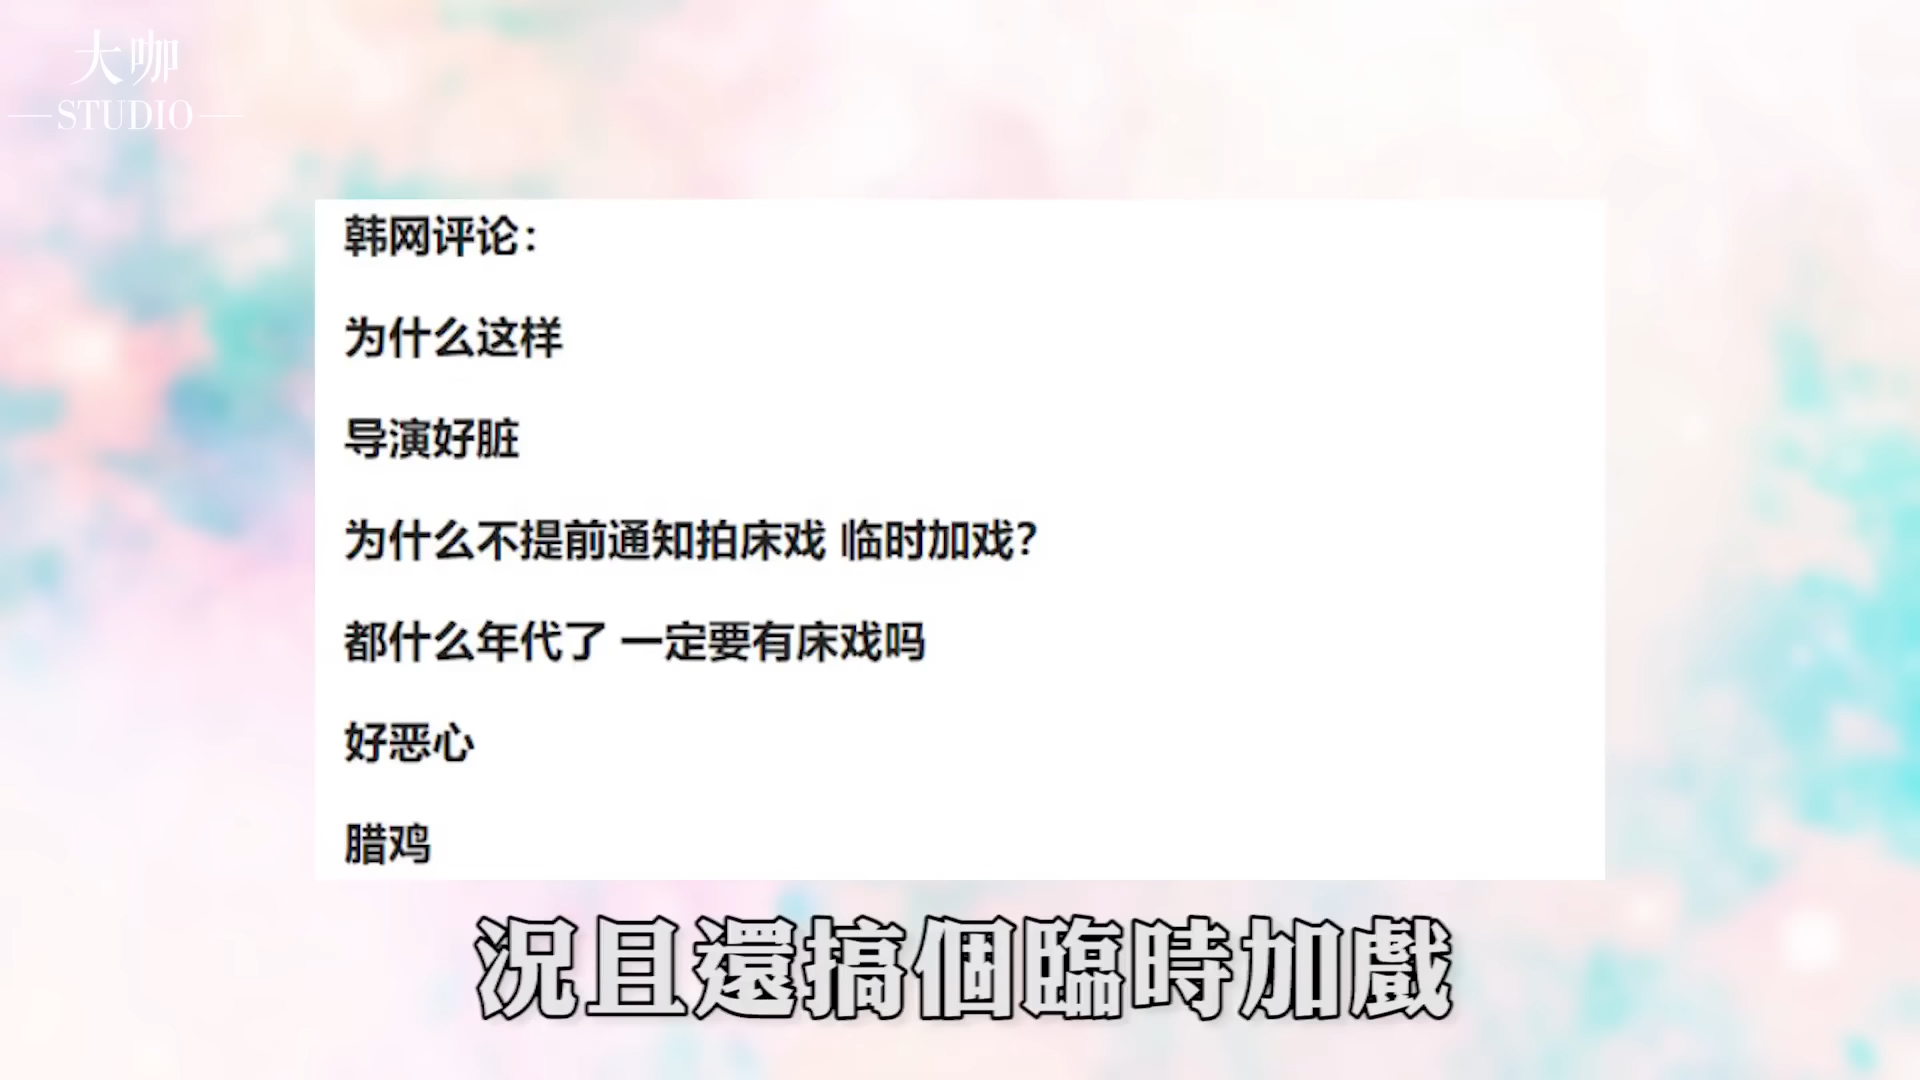 大咖
STUDIO
韩网评论：
为什么这样
导演好脏
为什么不提前通知拍床戏 临时加戏？
都什么年代了 一定要有床戏吗
好恶心
腊鸡
況且還搞個臨時加戲